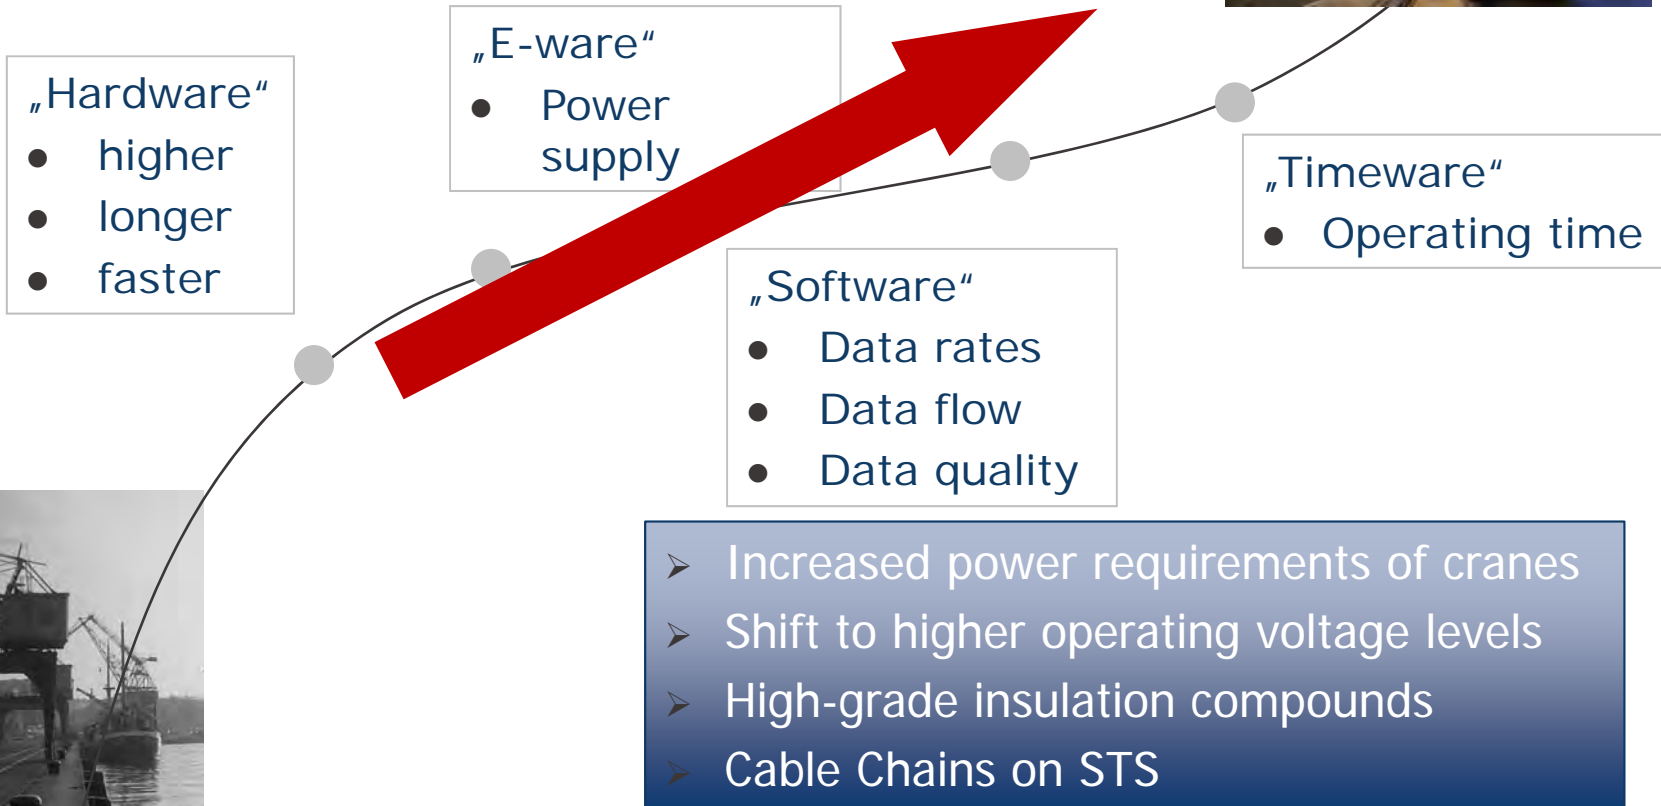 „Hardware“
● higher
● longer
● faster
„E-ware“
● Power
supply
„Software“
● Data rates
● Data flow
● Data quality
„Timeware“
● Operating time
➢ Increased power requirements of cranes
➢ Shift to higher operating voltage levels
➢ High-grade insulation compounds
➢ Cable Chains on STS